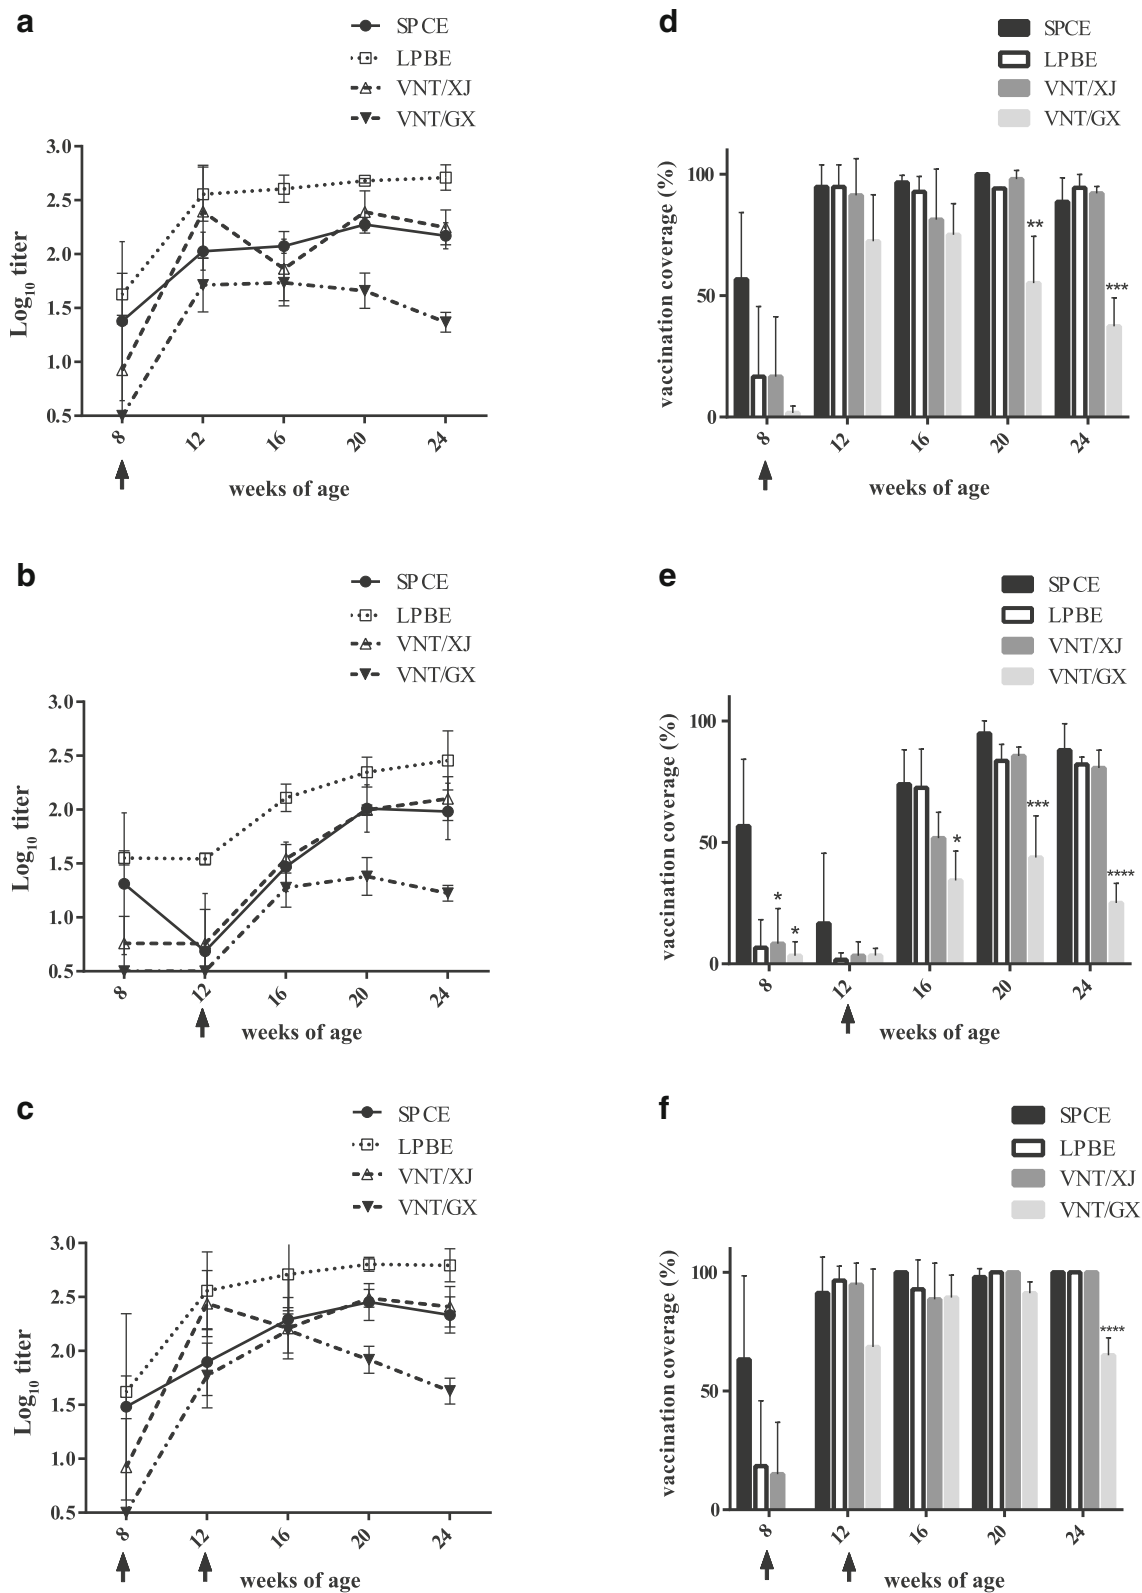 a
SPCE
LPBE
VNT/XJ
VNT/GX
3.0
2.5
2.0
1.5
1.0
0.5
Log10 titer
8
12
16
20
24
weeks of age
d
SPCE
LPBE
VNT/XJ
VNT/GX
100
50
0
vaccination coverage (%)
**
***
8
12
16
20
24
weeks of age
b
SPCE
LPBE
VNT/XJ
VNT/GX
3.0
2.5
2.0
1.5
1.0
0.5
Log10 titer
8
12
16
20
24
weeks of age
e
SPCE
LPBE
VNT/XJ
VNT/GX
100
50
0
vaccination coverage (%)
*
*
*
***
****
8
12
16
20
24
weeks of age
c
SPCE
LPBE
VNT/XJ
VNT/GX
3.0
2.5
2.0
1.5
1.0
0.5
Log10 titer
8
12
16
20
24
weeks of age
f
SPCE
LPBE
VNT/XJ
VNT/GX
100
50
0
vaccination coverage (%)
****
8
12
16
20
24
weeks of age